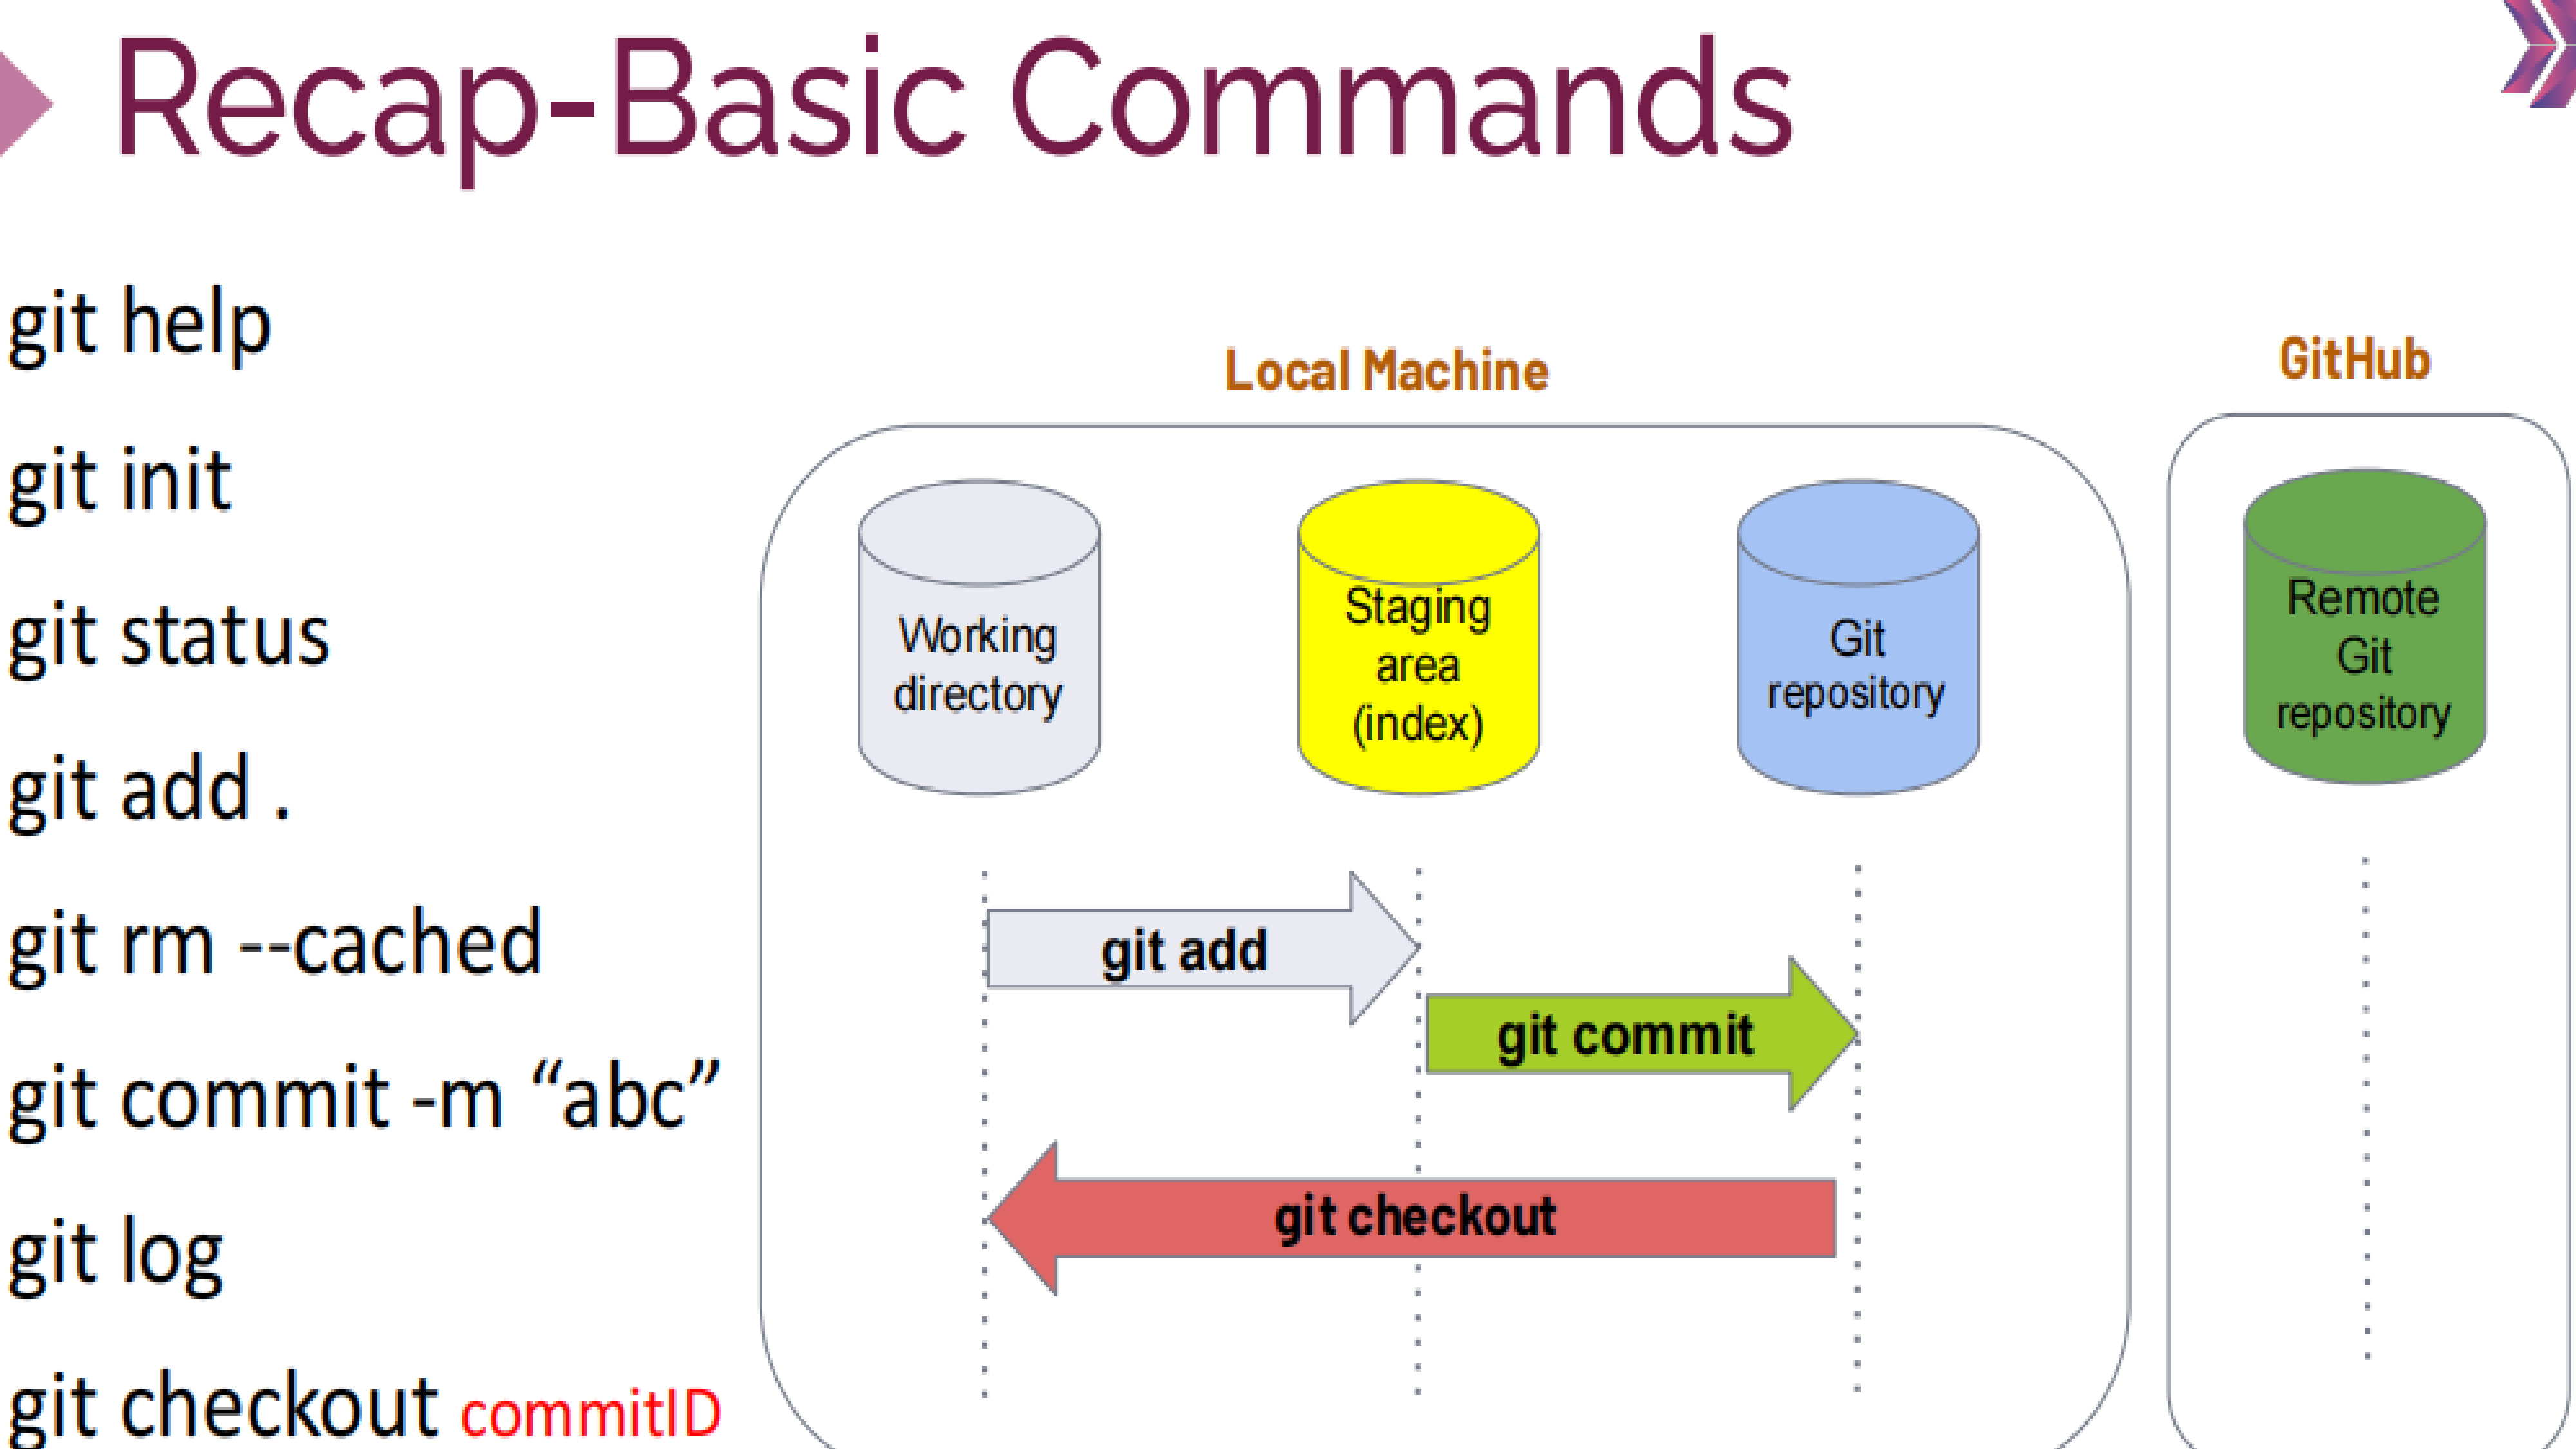 Recap-Basic Commands
git help
git init
git status
git add .
git rm --cached
git commit -m “abc”
git log
git checkout commitID
Local Machine
GitHub
Working
directory
Staging
area
(index)
Git
repository
Remote
Git
repository
git add
git commit
git checkout